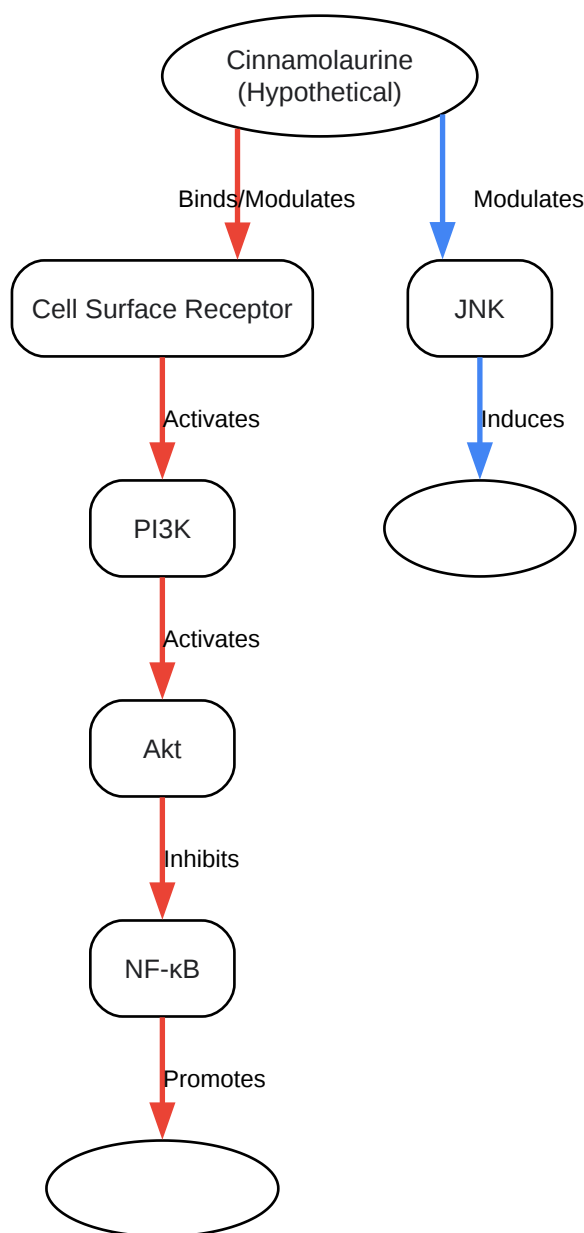 Cinnamolaurine
(Hypothetical)
Binds/Modulates
Modulates
Cell Surface Receptor
JNK
Activates
Induces
PI3K
Activates
Akt
Inhibits
NF-κB
Promotes